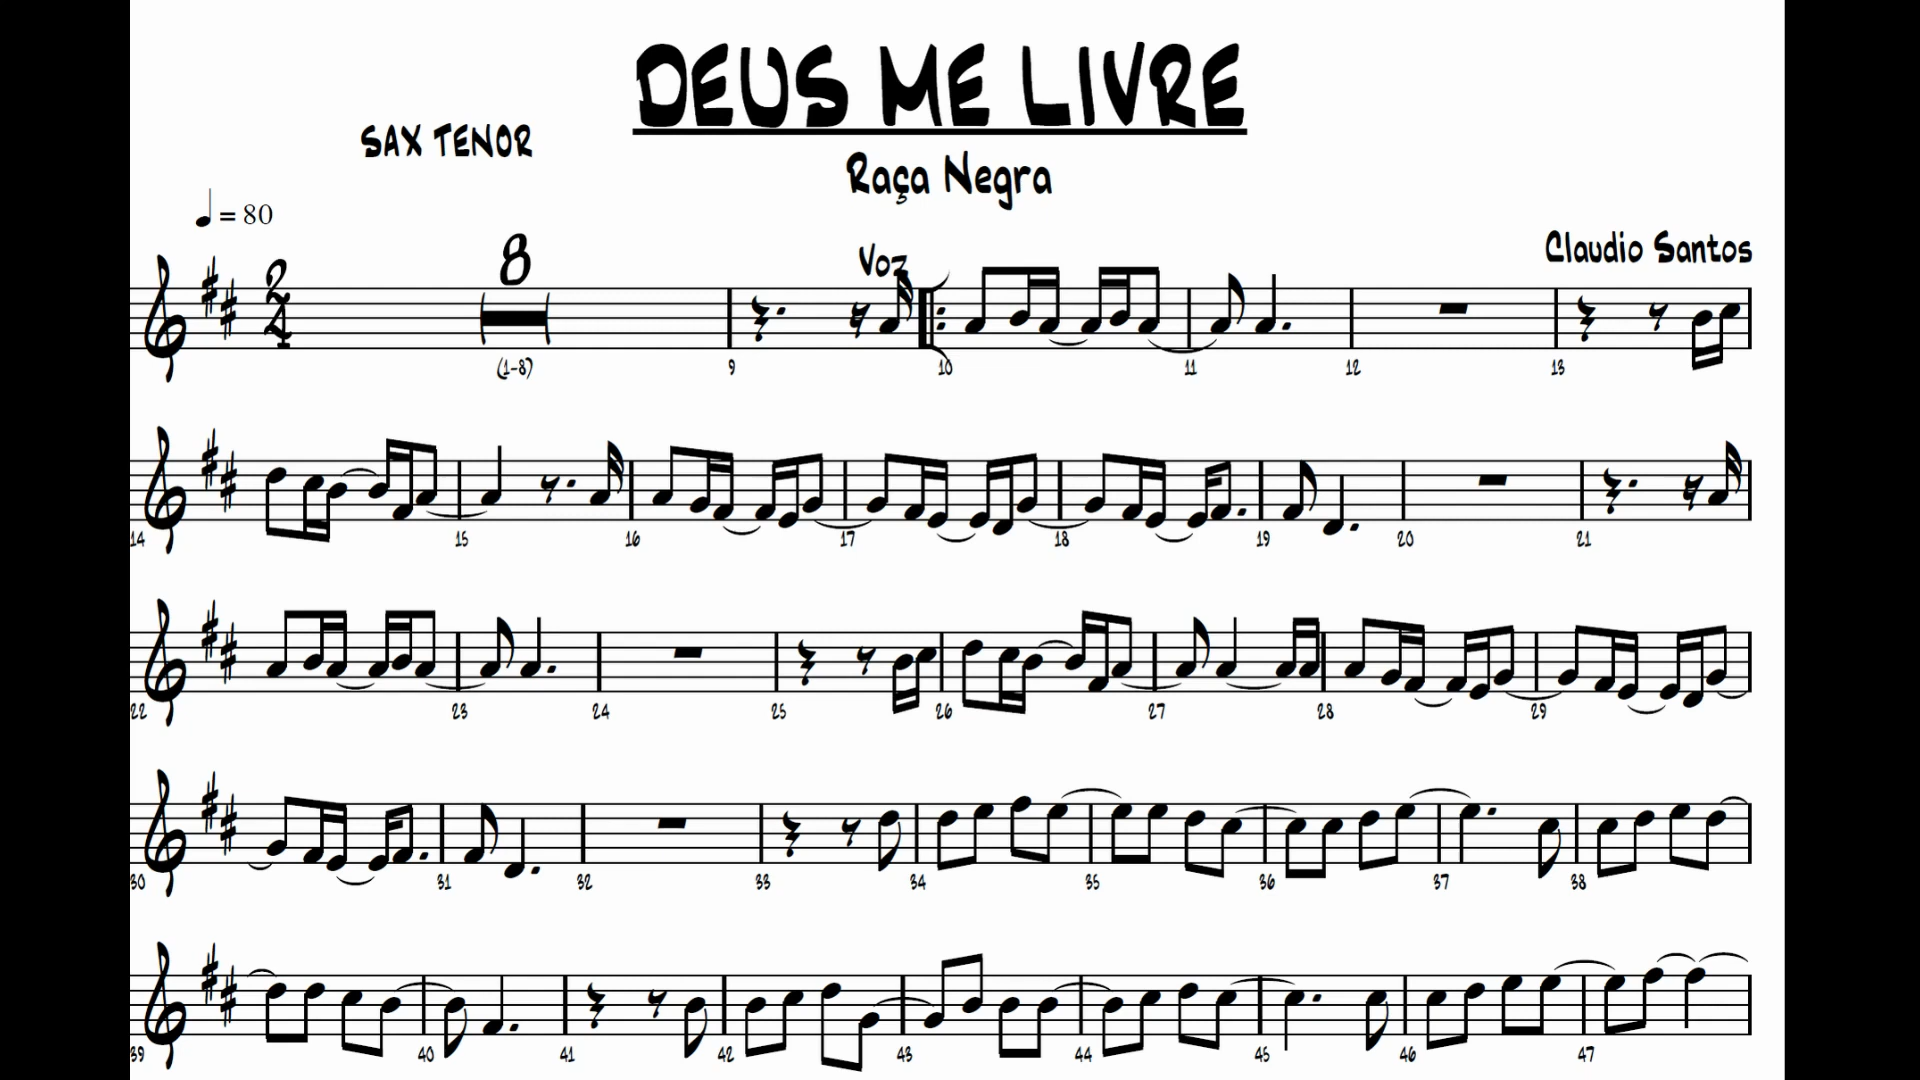 DEUS ME LIVRE
SAX TENOR
Raça Negra
= 80
Claudio Santos
8
Voz
2
4
(1-8) 9 10 11 12 13
14 15 16 17 18 19 20 21
22 23 24 25 26 27 28 29
30 31 32 33 34 35 36 37 38
39 40 41 42 43 44 45 46 47